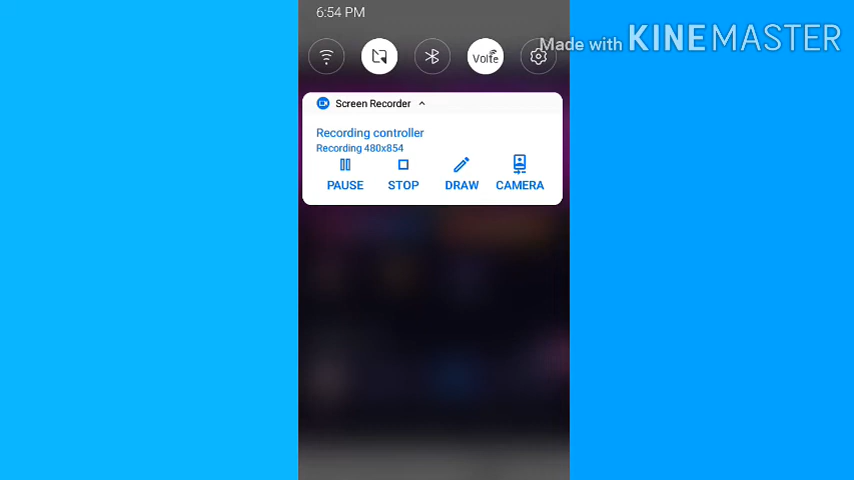 6:54 PM
Volte
Made with KINEMASTER
Screen Recorder
Recording controller
Recording 480x854
PAUSE STOP DRAW CAMERA